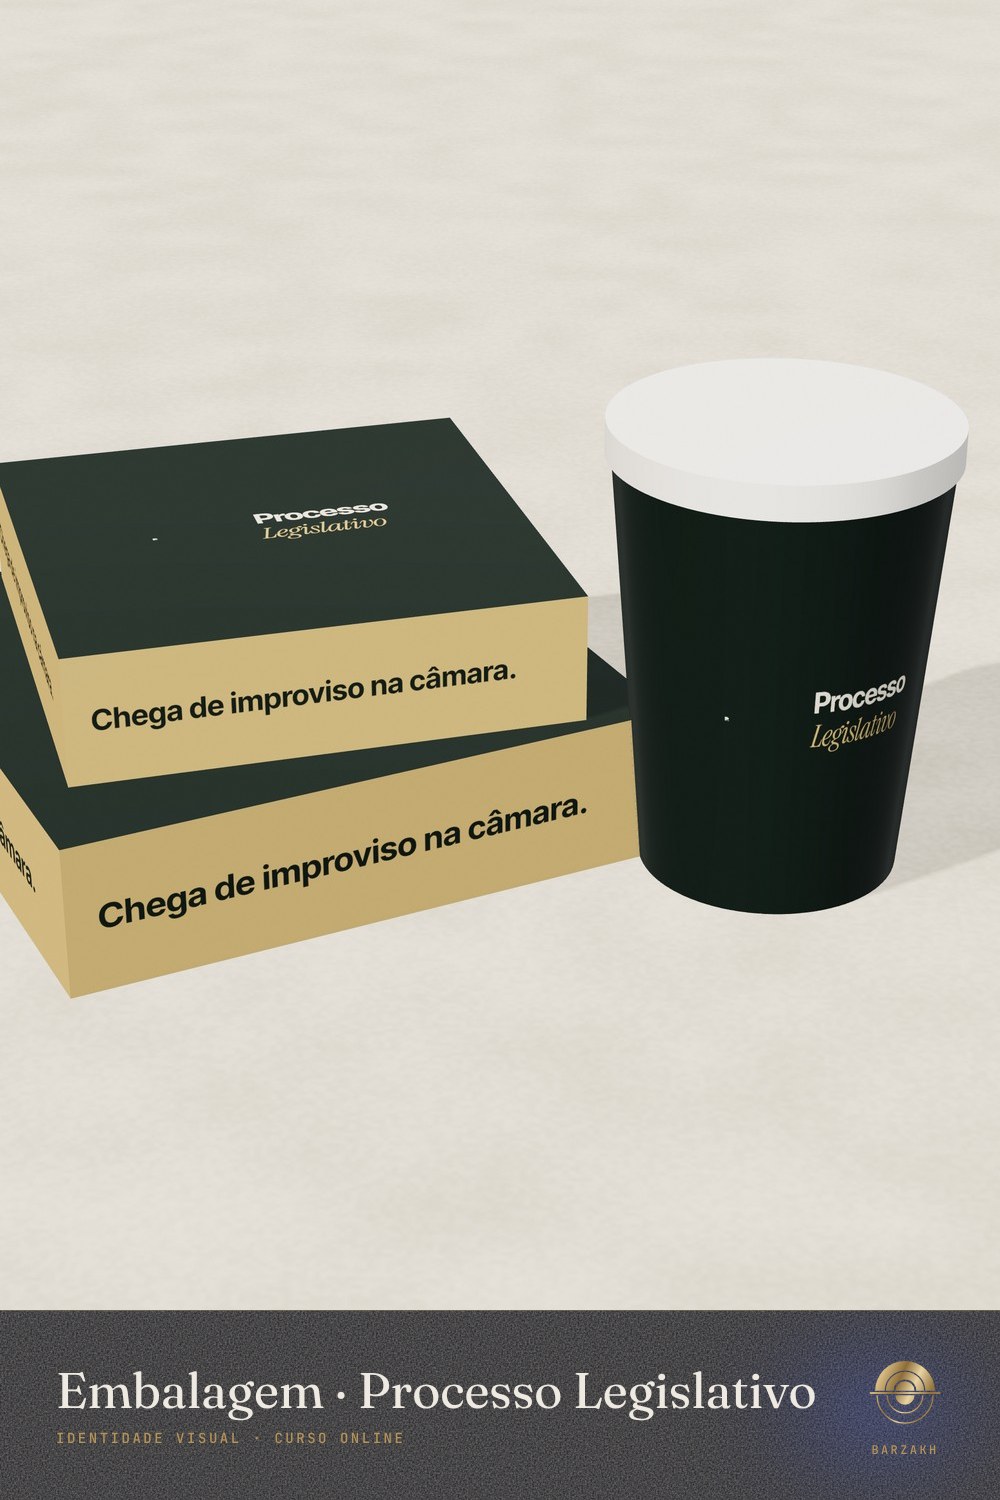 Processo
Legislativo
Chega de improviso na câmara.
Chega de improviso na câmara.
âmara.
Processo
Legislativo
Embalagem · Processo Legislativo
IDENTIDADE VISUAL · CURSO ONLINE
BARZAKH